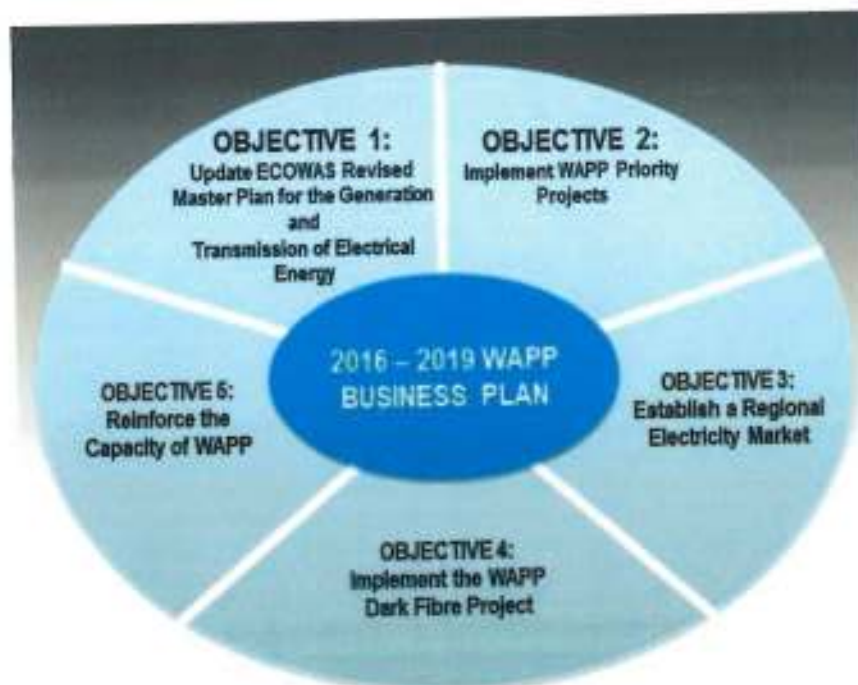 OBJECTIVE 1:
Update ECOWAS Revised
Master Plan for the Generation
and
Transmission of Electrical
Energy
OBJECTIVE 2:
Implement WAPP Priority
Projects
2016 – 2019 WAPP
BUSINESS PLAN
OBJECTIVE 3:
Establish a Regional
Electricity Market
OBJECTIVE 4:
Implement the WAPP
Dark Fibre Project
OBJECTIVE 5:
Reinforce the
Capacity of WAPP